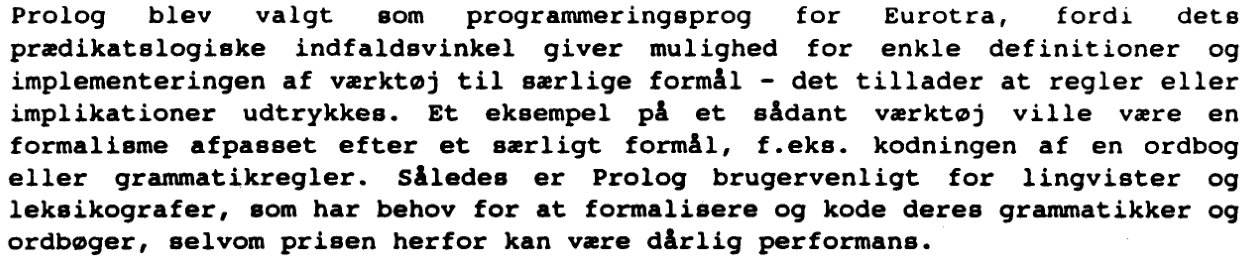 Prolog blev valgt som programmeringsprog for Eurotra, fordi dets
prædikatslogiske indfaldsvinkel giver mulighed for enkle definitioner og
implementeringen af værktøj til særlige formål - det tillader at regler eller
implikationer udtrykkes. Et eksempel på et sådant værktøj ville være en
formalisme afpasset efter et særligt formål, f.eks. kodningen af en ordbog
eller grammatikregler. Således er Prolog brugervenligt for lingvister og
leksikografer, som har behov for at formalisere og kode deres grammatikker og
ordbøger, selvom prisen herfor kan være dårlig performans.